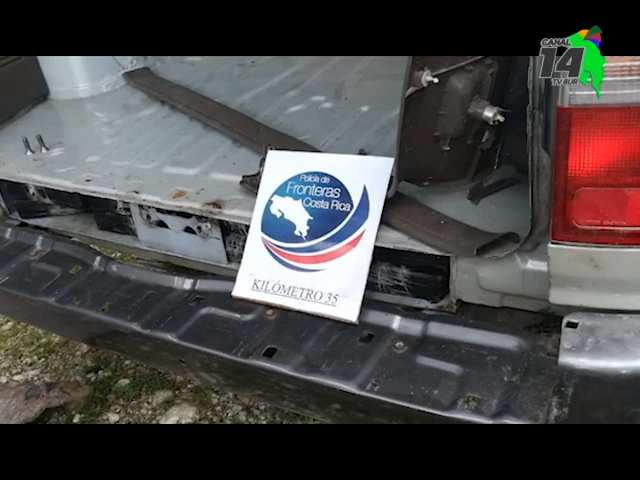 CANAL
14
TV SUR
Policía de
Fronteras
Costa Rica
KILÓMETRO 35